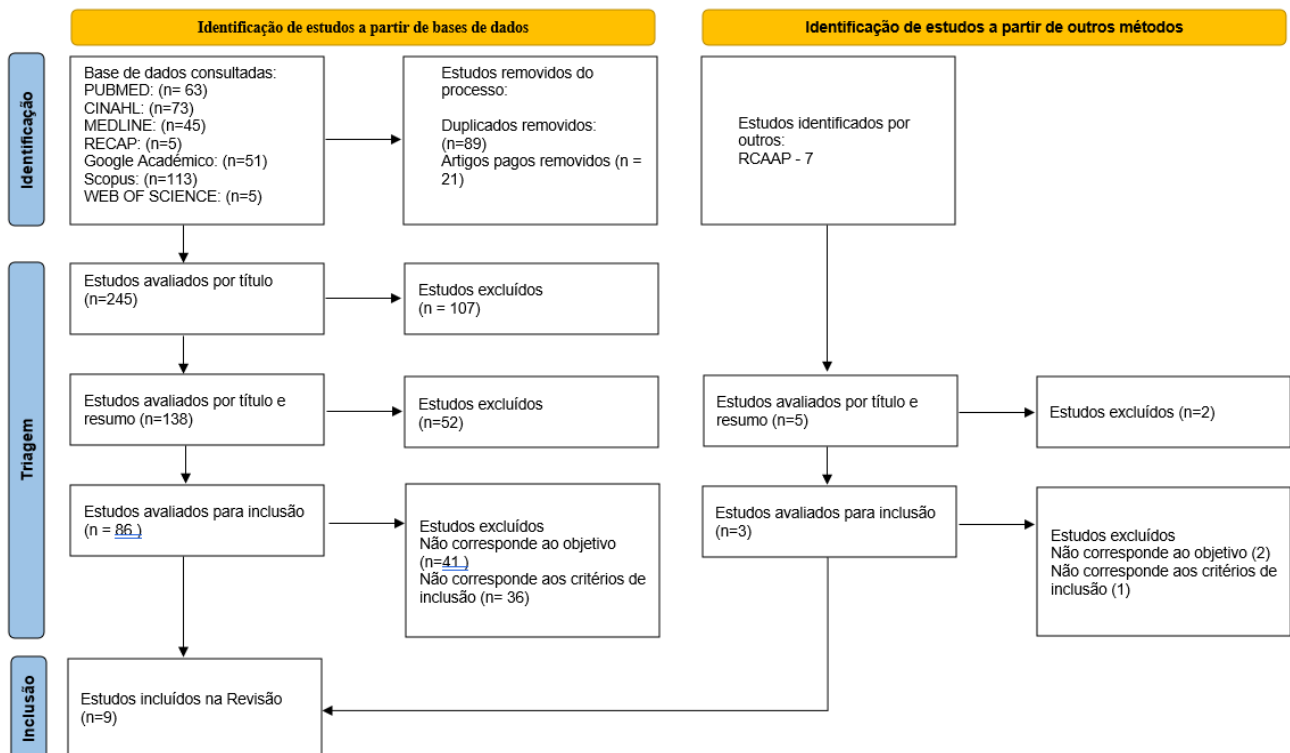 Identificação de estudos a partir de bases de dados
Identificação de estudos a partir de outros métodos
Identificação
Base de dados consultadas:
PUBMED: (n= 63)
CINAHL: (n=73)
MEDLINE: (n=45)
RECAP: (n=5)
Google Académico: (n=51)
Scopus: (n=113)
WEB OF SCIENCE: (n=5)
Estudos removidos do
processo:
Duplicados removidos:
(n=89)
Artigos pagos removidos (n =
21)
Estudos identificados por
outros:
RCAAP - 7
Triagem
Estudos avaliados por título
(n=245)
Estudos excluídos
(n = 107)
Estudos avaliados por título e
resumo (n=138)
Estudos excluídos
(n=52)
Estudos avaliados por título e
resumo (n=5)
Estudos excluídos (n=2)
Estudos avaliados para inclusão
(n = 86 )
Estudos excluídos
Não corresponde ao objetivo
(n=41 )
Não corresponde aos critérios de
inclusão (n= 36)
Estudos avaliados para inclusão
(n=3)
Estudos excluídos
Não corresponde ao objetivo (2)
Não corresponde aos critérios de
inclusão (1)
Inclusão
Estudos incluídos na Revisão
(n=9)